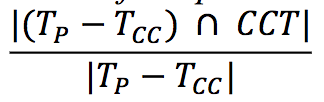 |(T_P − T_CC) ∩ CCT|
|T_P − T_CC|